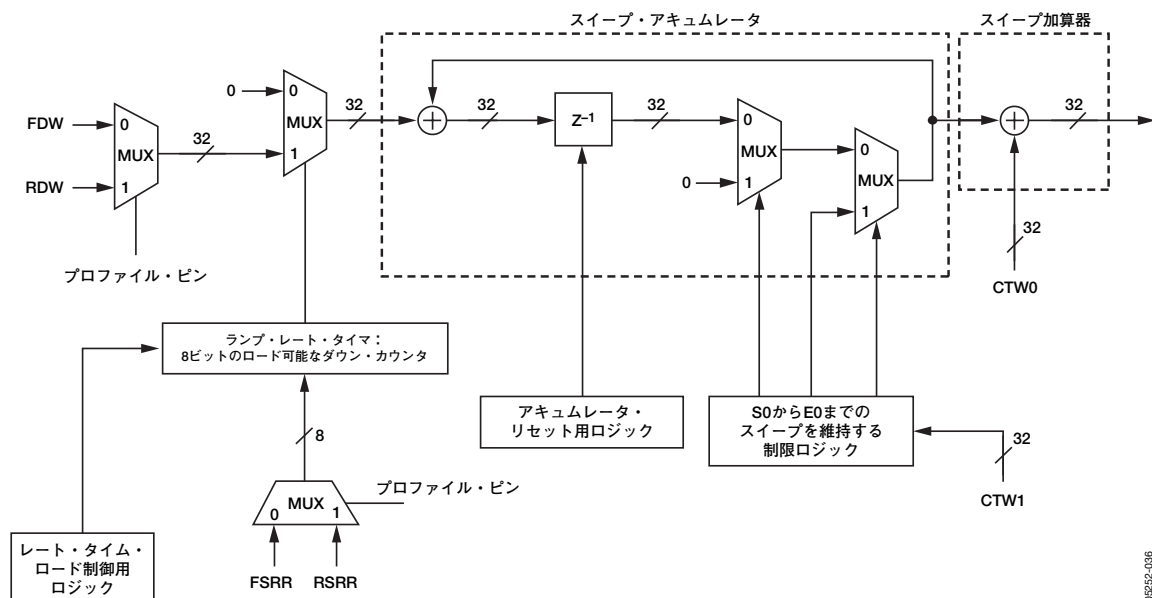 スイープ・アキュムレータ
スイープ加算器
FDW
RDW
0
MUX
1
32
プロファイル・ピン
0
0
MUX
1
32
32
Z–1
32
0
MUX
0
1
0
MUX
1
32
32
CTW0
ランプ・レート・タイマ:
8ビットのロード可能なダウン・カウンタ
アキュムレータ・
リセット用ロジック
S0からE0までの
スイープを維持する
制限ロジック
32
CTW1
8
MUX
0
1
プロファイル・ピン
FSRR
RSRR
レート・タイム・
ロード制御用
ロジック
05252-036